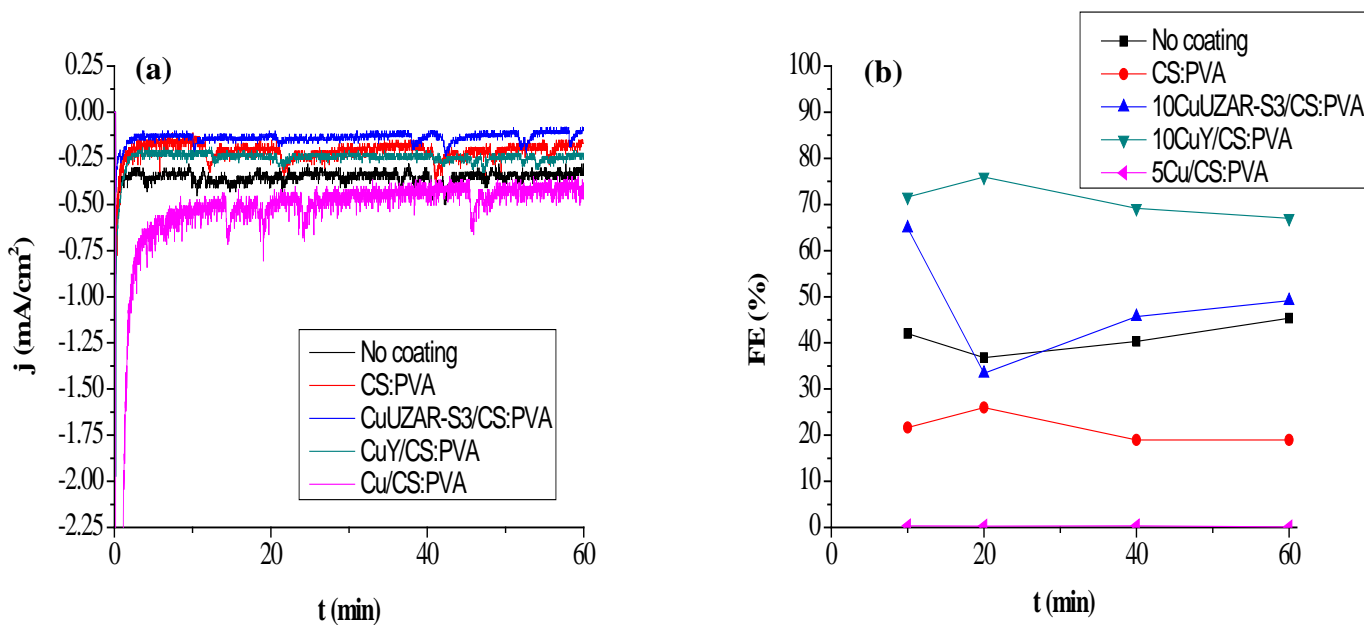 (a)
0.25
0.00
-0.25
-0.50
-0.75
-1.00
-1.25
-1.50
-1.75
-2.00
-2.25
j (mA/cm²)
No coating
CS:PVA
CuUZAR-S3/CS:PVA
CuY/CS:PVA
Cu/CS:PVA
0 20 40 60
t (min)
No coating
CS:PVA
10CuUZAR-S3/CS:PVA
10CuY/CS:PVA
5Cu/CS:PVA
(b)
100
90
80
70
60
50
40
30
20
10
0
FE (%)
0 20 40 60
t (min)